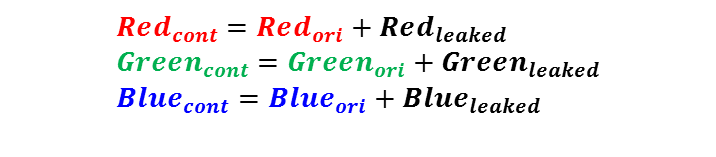 Red_cont = Red_ori + Red_leaked
Green_cont = Green_ori + Green_leaked
Blue_cont = Blue_ori + Blue_leaked